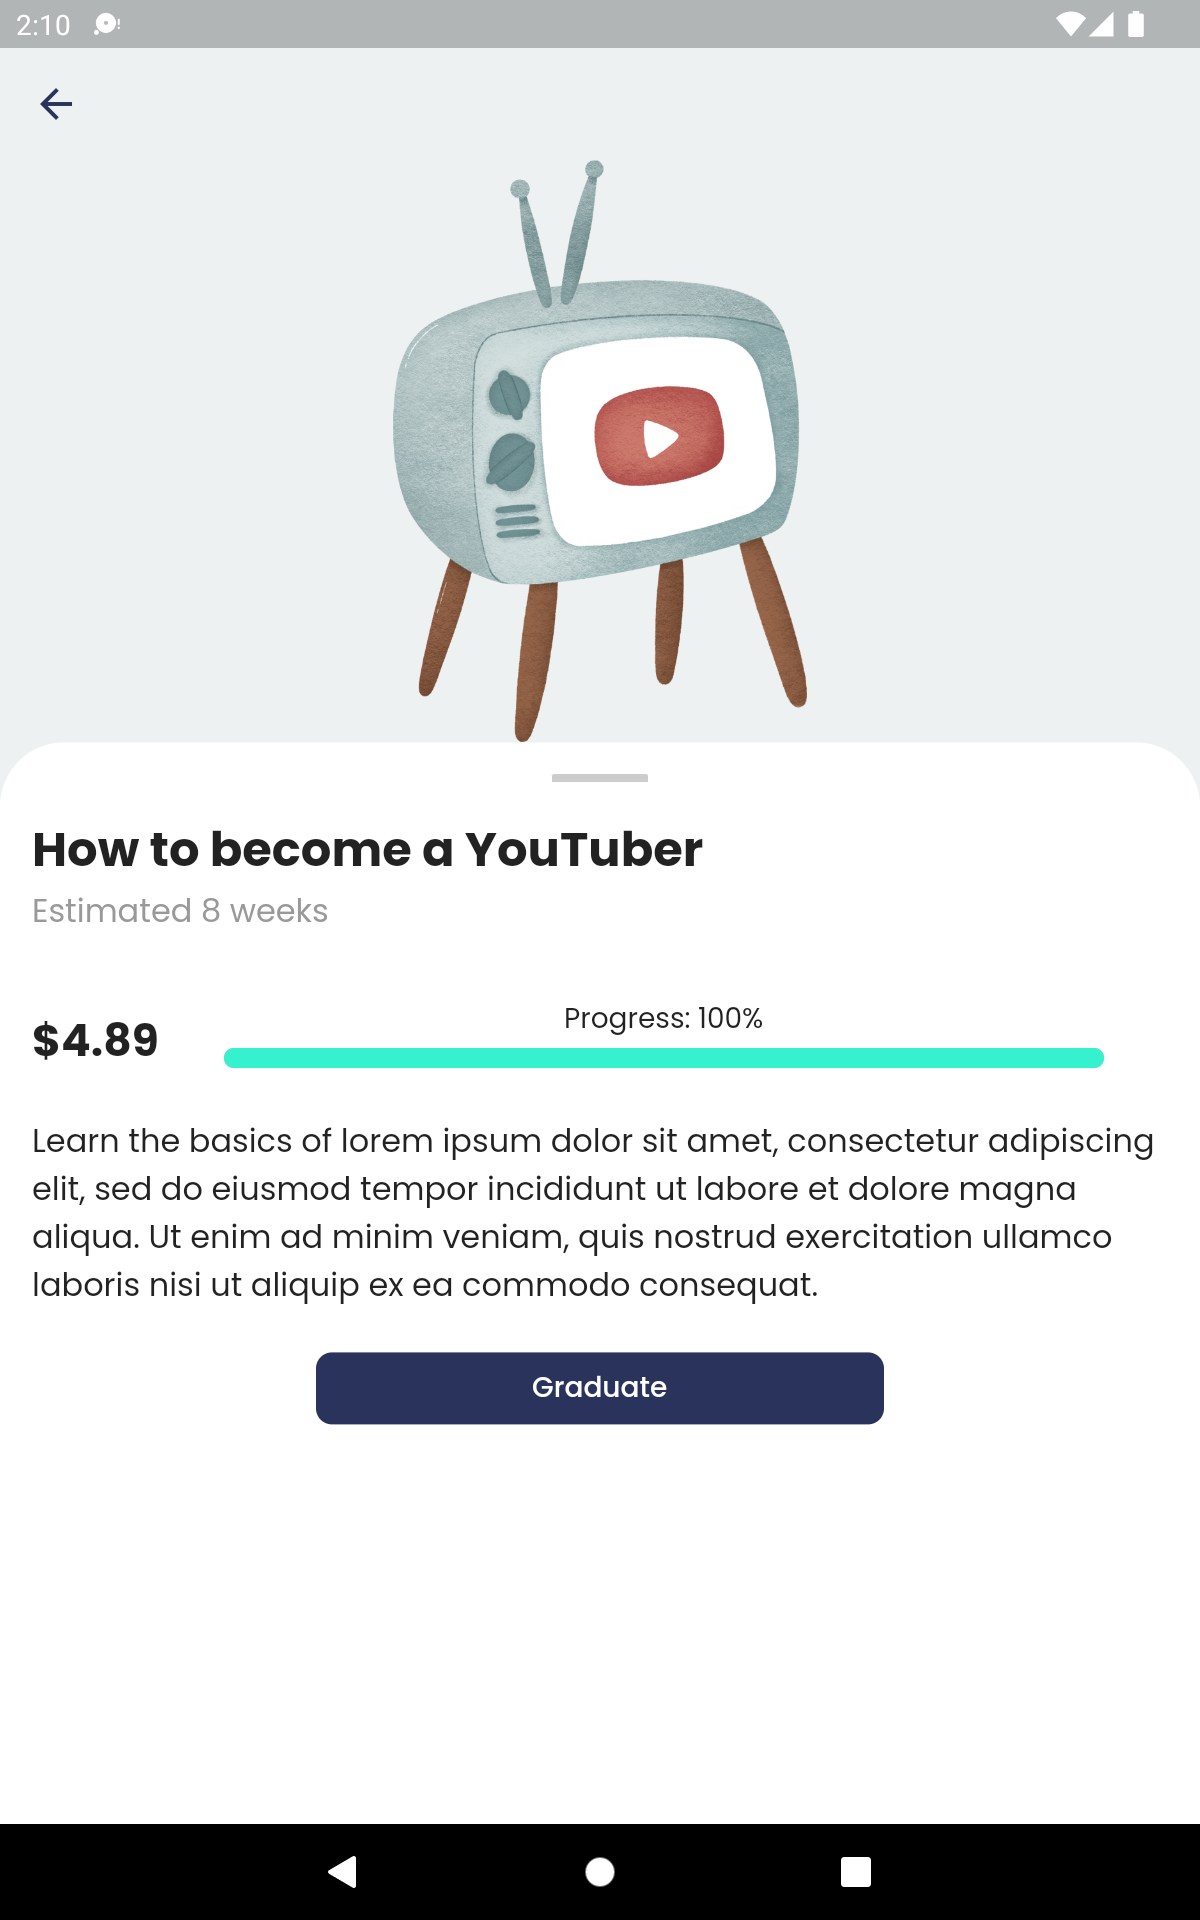 2:10
How to become a YouTuber
Estimated 8 weeks
Progress: 100%
$4.89
Learn the basics of lorem ipsum dolor sit amet, consectetur adipiscing
elit, sed do eiusmod tempor incididunt ut labore et dolore magna
aliqua. Ut enim ad minim veniam, quis nostrud exercitation ullamco
laboris nisi ut aliquip ex ea commodo consequat.
Graduate